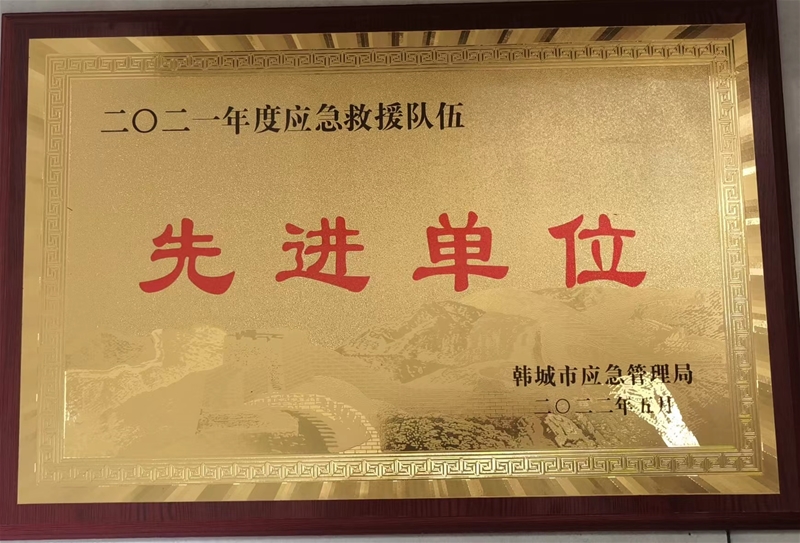 二〇二一年度应急救援队伍
先进单位
韩城市应急管理局
二〇二二年五月